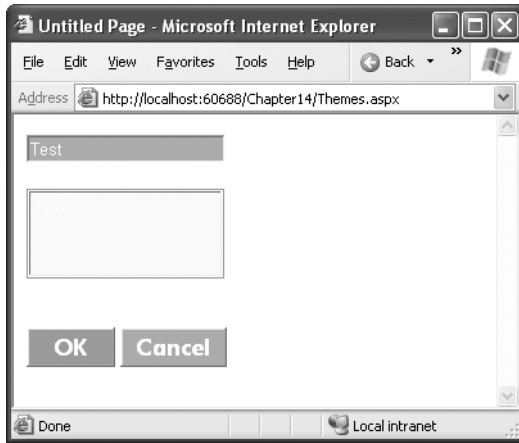 Untitled Page - Microsoft Internet Explorer
File Edit View Favorites Tools Help Back »
Address http://localhost:60688/Chapter14/Themes.aspx
Test
Test
OK Cancel
Done Local intranet